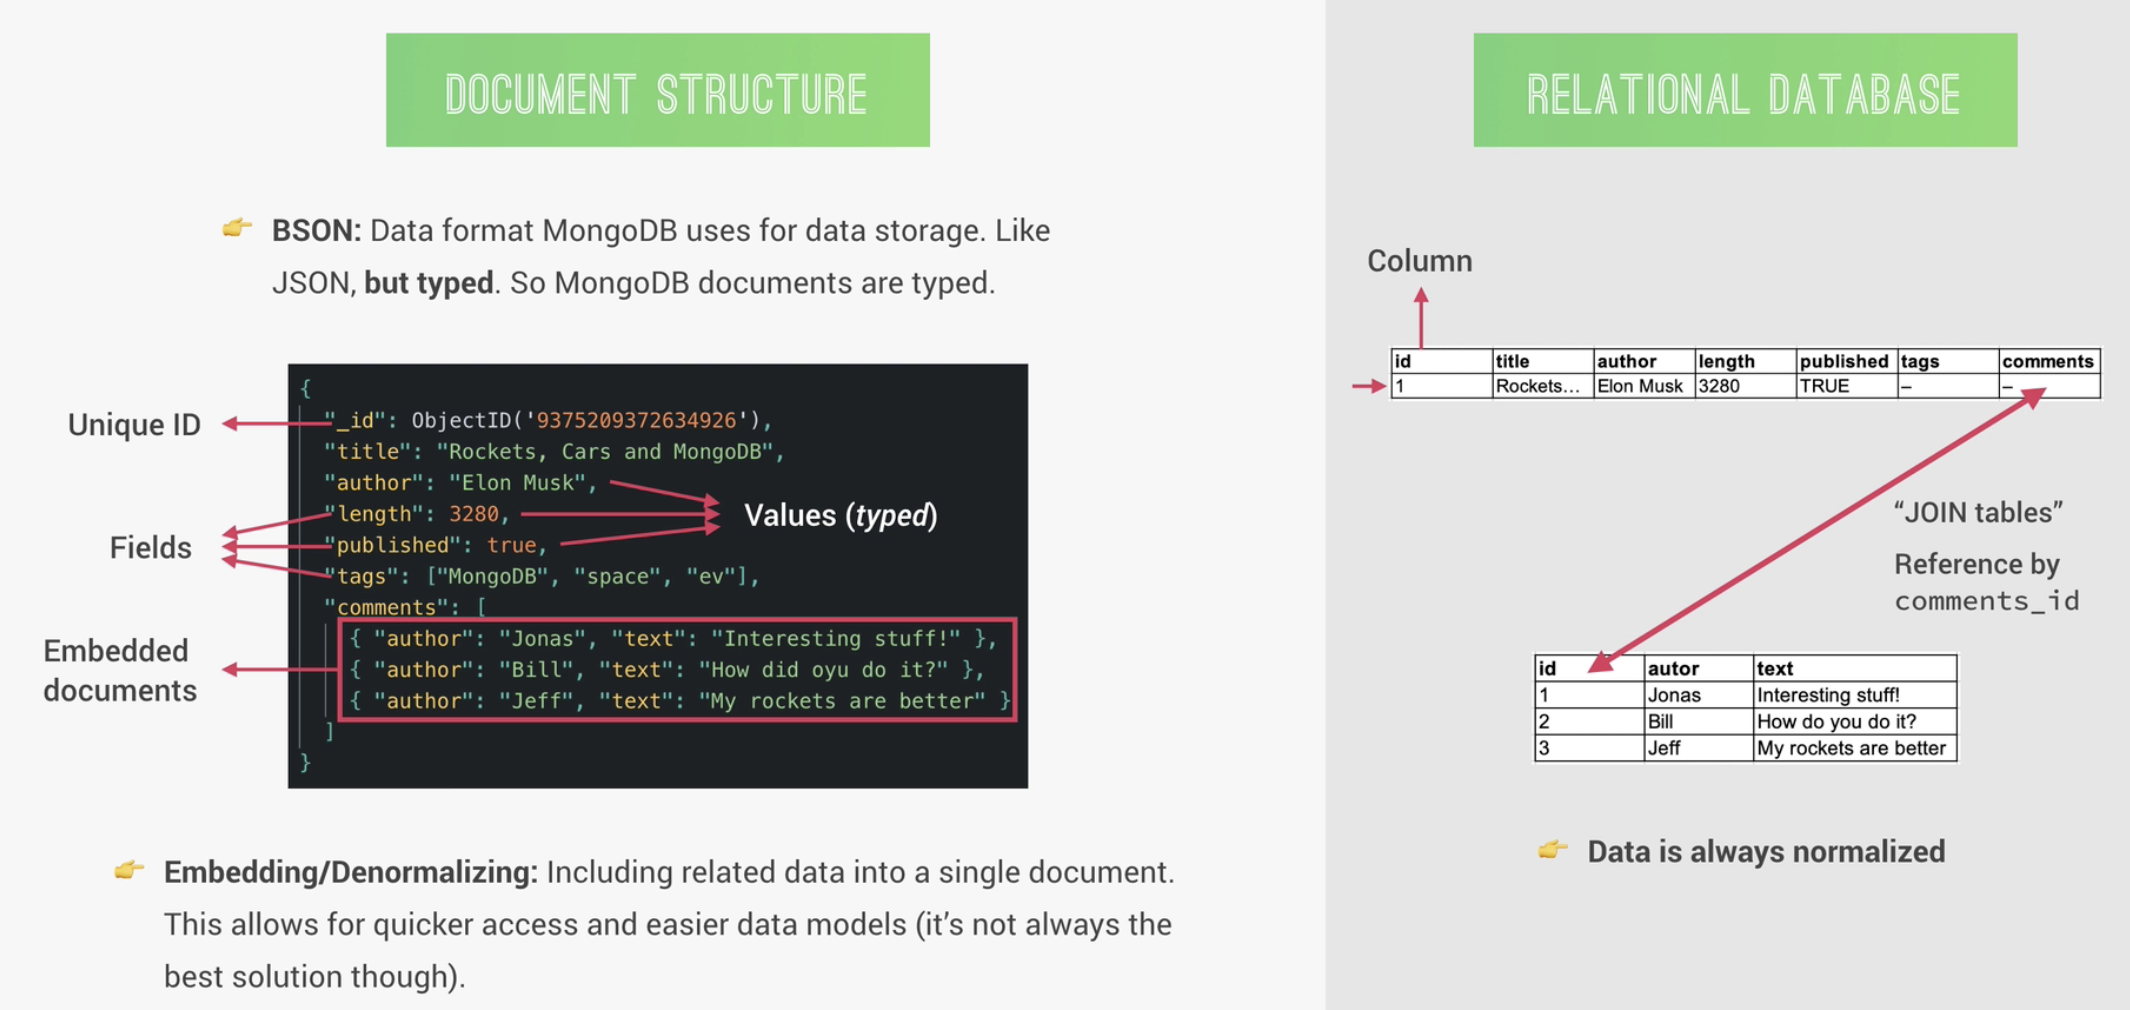 DOCUMENT STRUCTURE
BSON: Data format MongoDB uses for data storage. Like
JSON, but typed. So MongoDB documents are typed.
{
"_id": ObjectID('9375209372634926'),
"title": "Rockets, Cars and MongoDB",
"author": "Elon Musk",
"length": 3280,
"published": true,
"tags": ["MongoDB", "space", "ev"],
"comments": [
{ "author": "Jonas", "text": "Interesting stuff!" },
{ "author": "Bill", "text": "How did oyu do it?" },
{ "author": "Jeff", "text": "My rockets are better" }
]
}
Unique ID
Fields
Embedded
documents
Values (typed)
Embedding/Denormalizing: Including related data into a single document.
This allows for quicker access and easier data models (it’s not always the
best solution though).
RELATIONAL DATABASE
Column
id title author length published tags comments
1 Rockets… Elon Musk 3280 TRUE – –
“JOIN tables”
Reference by
comments_id
id autor text
1 Jonas Interesting stuff!
2 Bill How do you do it?
3 Jeff My rockets are better
Data is always normalized